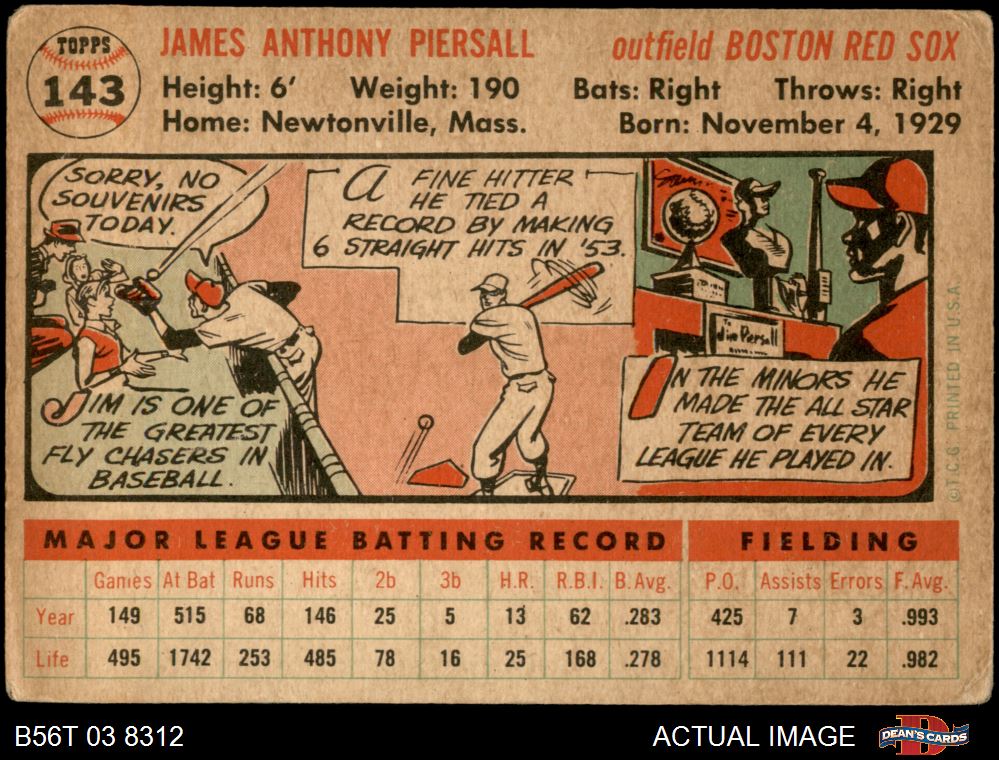 TOPPS
143
JAMES ANTHONY PIERSALL
outfield BOSTON RED SOX
Height: 6' Weight: 190 Bats: Right Throws: Right
Home: Newtonville, Mass. Born: November 4, 1929
SORRY, NO
SOUVENIRS
TODAY.
JIM IS ONE OF
THE GREATEST
FLY CHASERS IN
BASEBALL.
A FINE HITTER
HE TIED A
RECORD BY MAKING
6 STRAIGHT HITS IN '53.
Jim Piersall
IN THE MINORS HE
MADE THE ALL STAR
TEAM OF EVERY
LEAGUE HE PLAYED IN.
©T.C.G. PRINTED IN U.S.A.
MAJOR LEAGUE BATTING RECORD FIELDING
Games At Bat Runs Hits 2b 3b H.R. R.B.I. B.Avg. P.O. Assists Errors F.Avg.
Year 149 515 68 146 25 5 13 62 .283 425 7 3 .993
Life 495 1742 253 485 78 16 25 168 .278 1114 111 22 .982
B56T 03 8312
ACTUAL IMAGE
D
DEAN'S CARDS